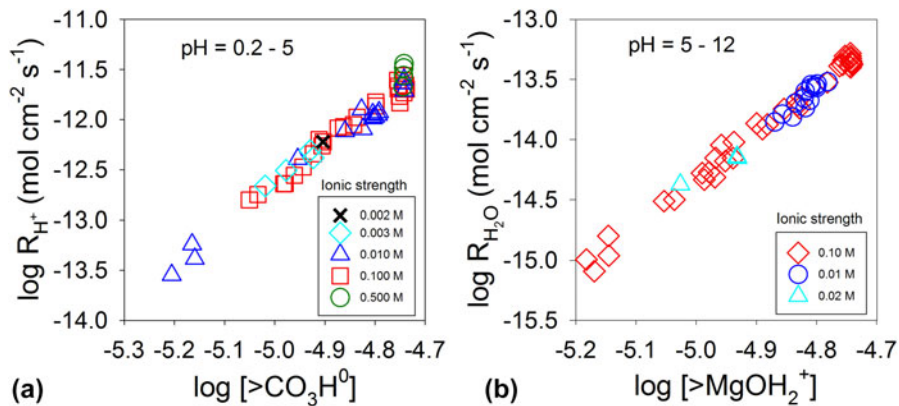 (a)
pH = 0.2 - 5
log R_H+ (mol cm⁻² s⁻¹)
-11.0
-11.5
-12.0
-12.5
-13.0
-13.5
-14.0
Ionic strength
0.002 M
0.003 M
0.010 M
0.100 M
0.500 M
-5.3 -5.2 -5.1 -5.0 -4.9 -4.8 -4.7
log [>CO₃H⁰]
(b)
pH = 5 - 12
log R_H₂O (mol cm⁻² s⁻¹)
-13.0
-13.5
-14.0
-14.5
-15.0
-15.5
Ionic strength
0.10 M
0.01 M
0.02 M
-5.2 -5.1 -5.0 -4.9 -4.8 -4.7
log [>MgOH₂⁺]